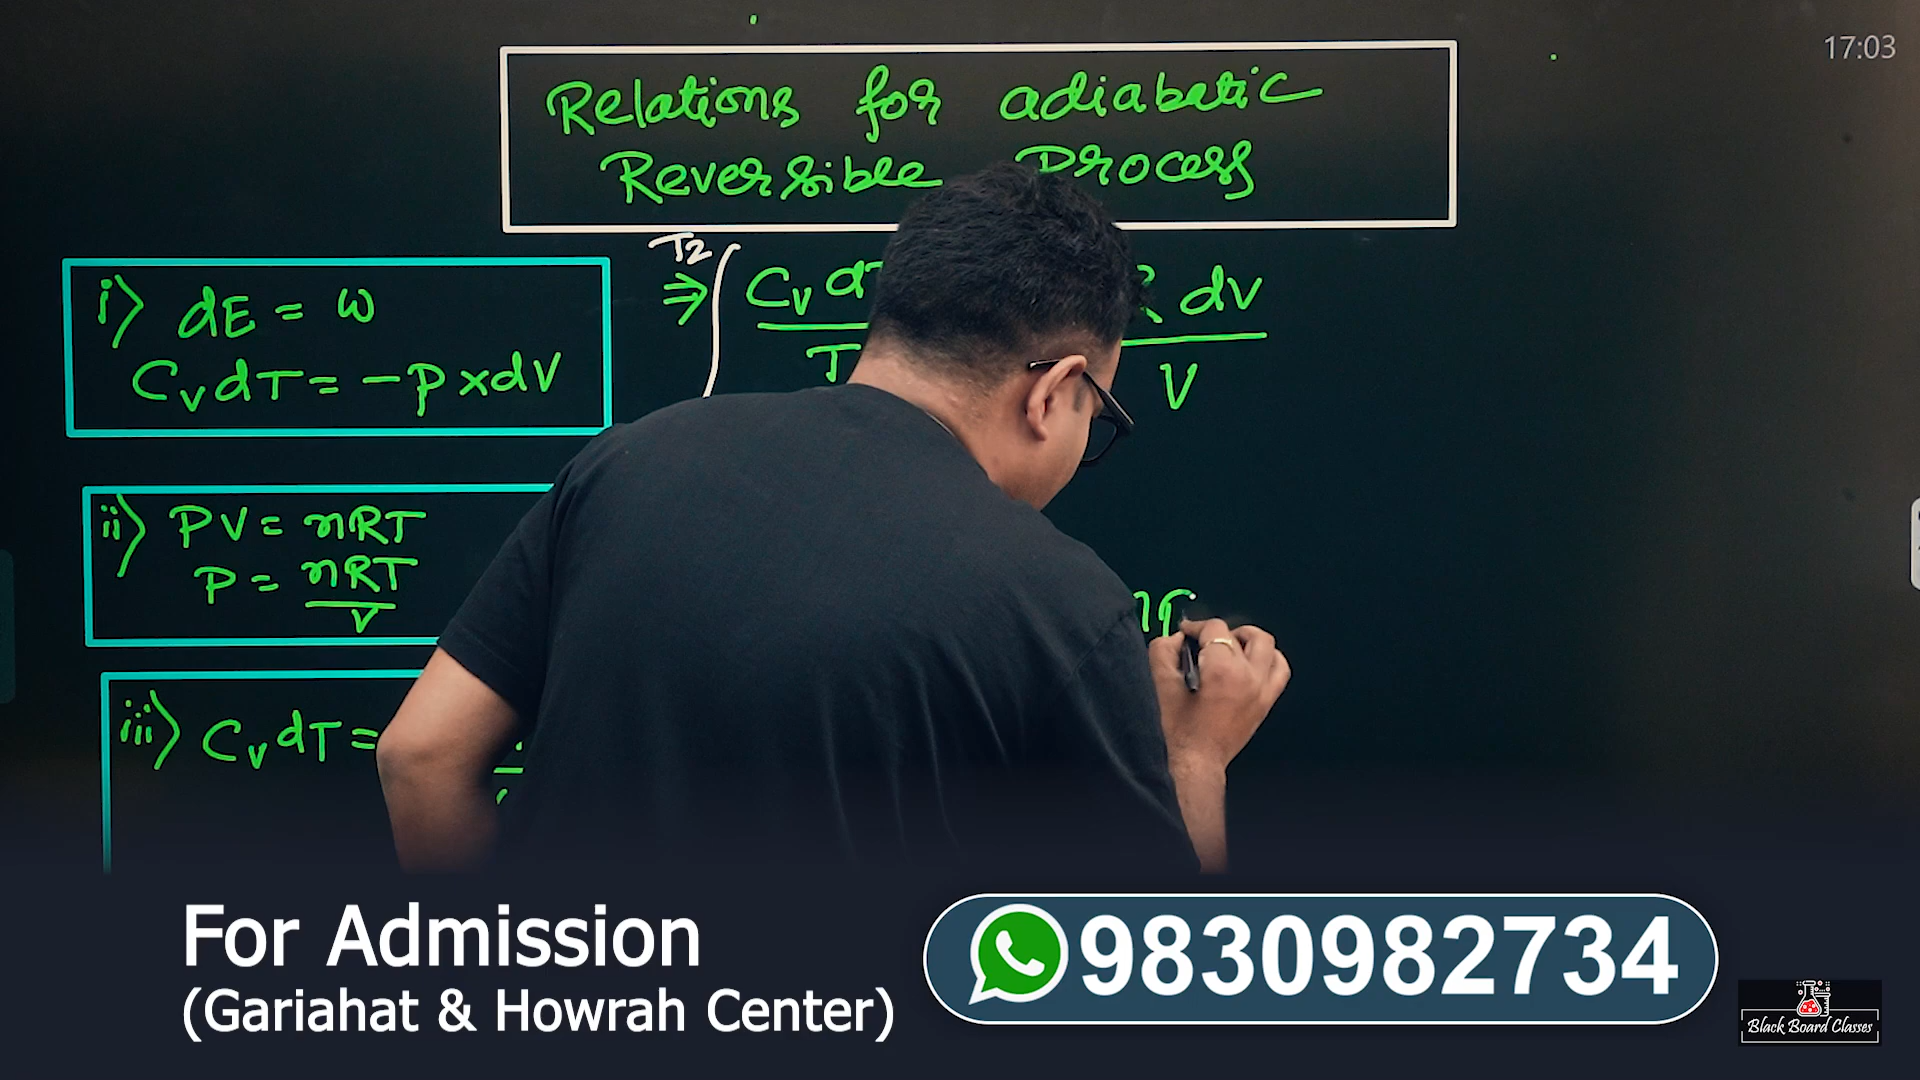 17:03
Relations for adiabatic
Reversible Process
i) dE = w
CvdT = -p x dV
T2
⇒ ∫ Cv
T
dV
V
ii) PV = nRT
P = nRT
V
iii) CvdT =
For Admission
(Gariahat & Howrah Center)
9830982734
Black Board Classes